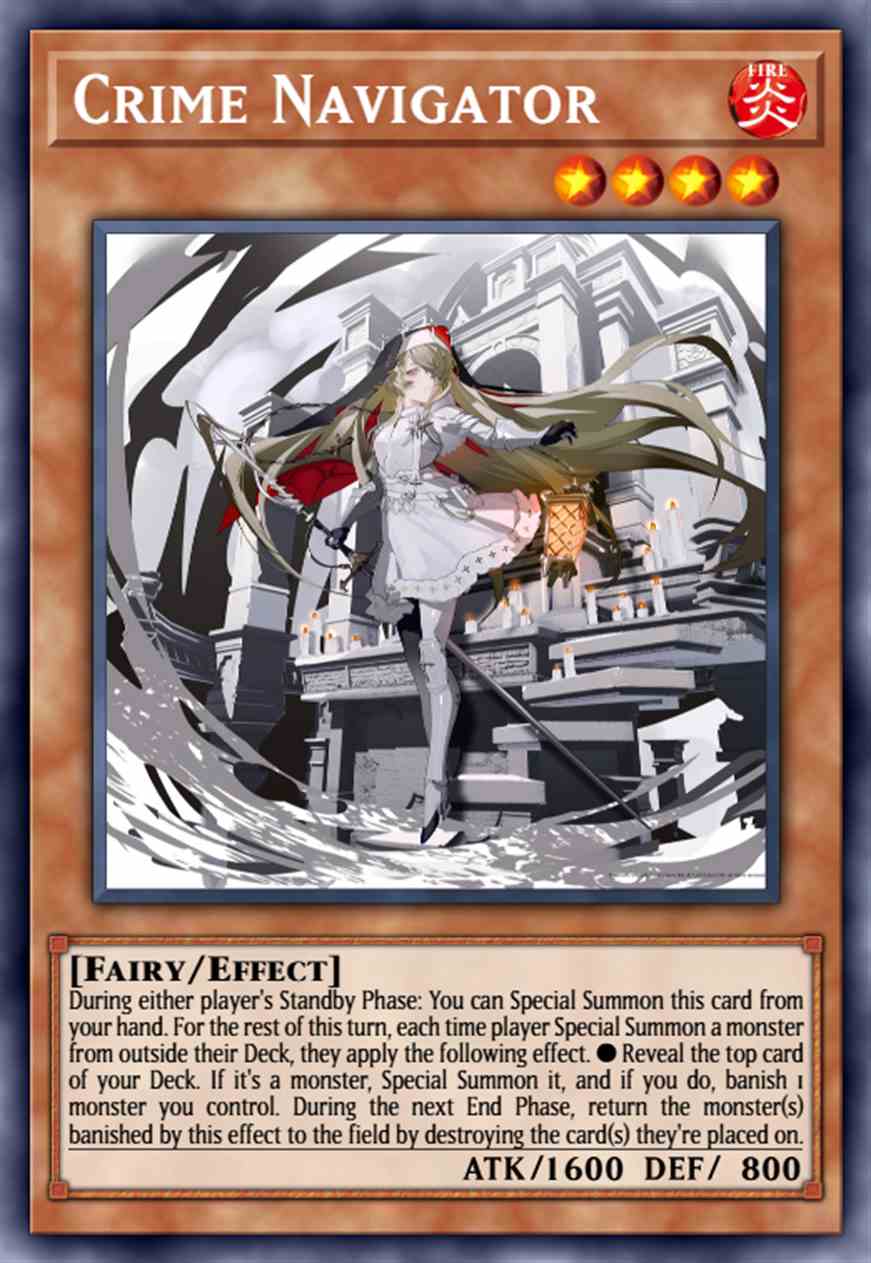 Crime Navigator
FIRE
炎
[Fairy/Effect]
During either player's Standby Phase: You can Special Summon this card from
your hand. For the rest of this turn, each time player Special Summon a monster
from outside their Deck, they apply the following effect. ● Reveal the top card
of your Deck. If it's a monster, Special Summon it, and if you do, banish 1
monster you control. During the next End Phase, return the monster(s)
banished by this effect to the field by destroying the card(s) they're placed on.
ATK/1600 DEF/ 800